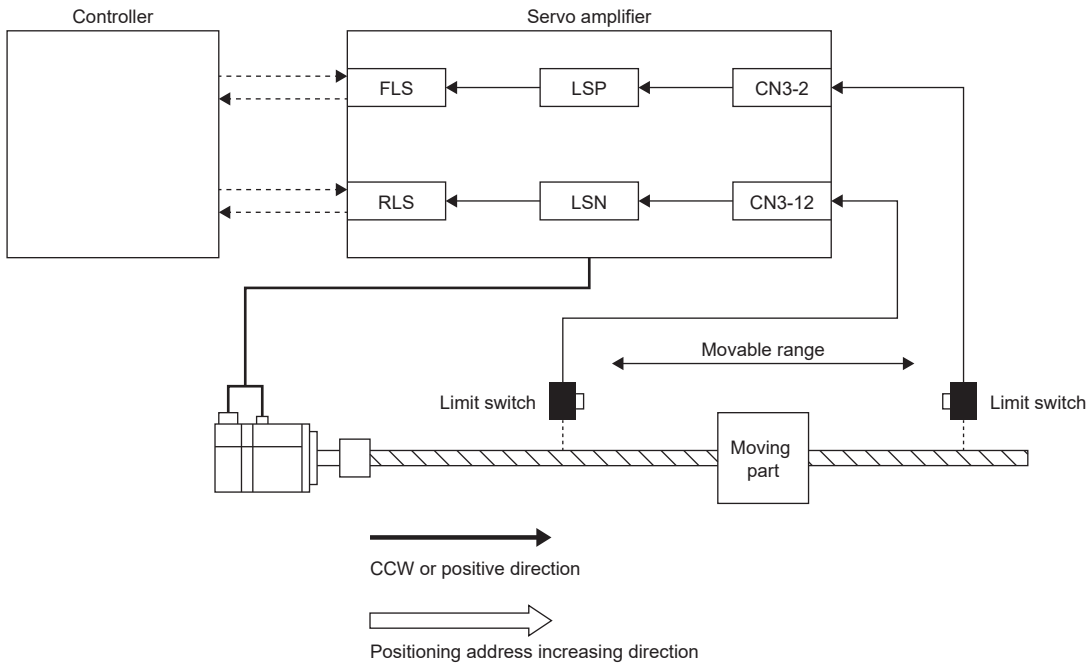 Controller
Servo amplifier
FLS
LSP
CN3-2
RLS
LSN
CN3-12
Movable range
Limit switch
Limit switch
Moving
part
CCW or positive direction
Positioning address increasing direction